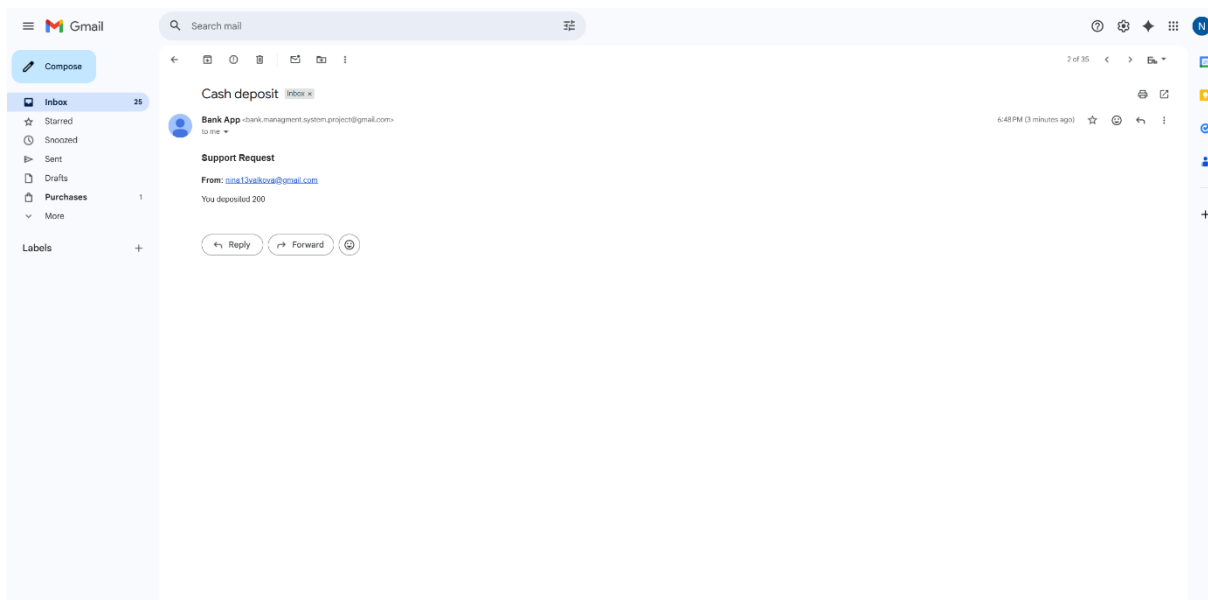 Gmail
Search mail
Compose
2 of 35
Inbox 25
Starred
Snoozed
Sent
Drafts
Purchases 1
More
Labels
Cash deposit Inbox x
Bank App <bank.managment.system.project@gmail.com> 6:48 PM (3 minutes ago)
to me
Support Request
From: nina13valkova@gmail.com
You deposited 200
Reply Forward
N